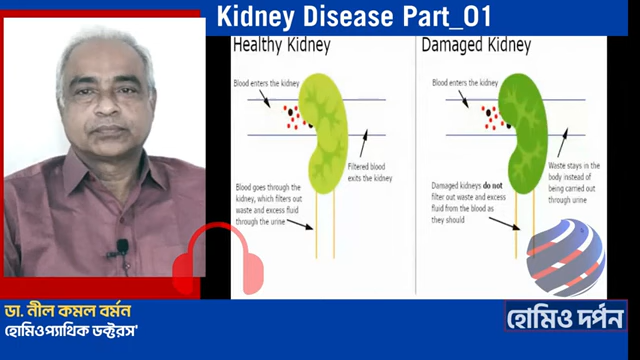 Kidney Disease Part_01
Healthy Kidney
Blood enters the kidney
Filtered blood
exits the kidney
Blood goes through the
kidney, which filters out
waste and excess fluid
through the urine
Damaged Kidney
Blood enters the kidney
Waste stays in the
body instead of
being carried out
through urine
Damaged kidneys do not
filter out waste and excess
fluid from the blood as
they should
ডা. নীল কমল বর্মন
হোমিওপ্যাথিক ডক্টরস'
হোমিও দর্পন